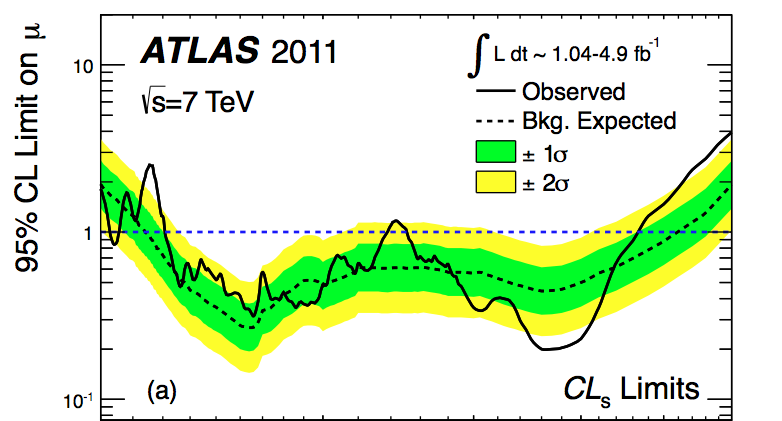 10
1
10⁻¹
95% CL Limit on μ
ATLAS 2011
√s=7 TeV
∫ L dt ~ 1.04-4.9 fb⁻¹
Observed
Bkg. Expected
± 1σ
± 2σ
(a)
CLₛ Limits